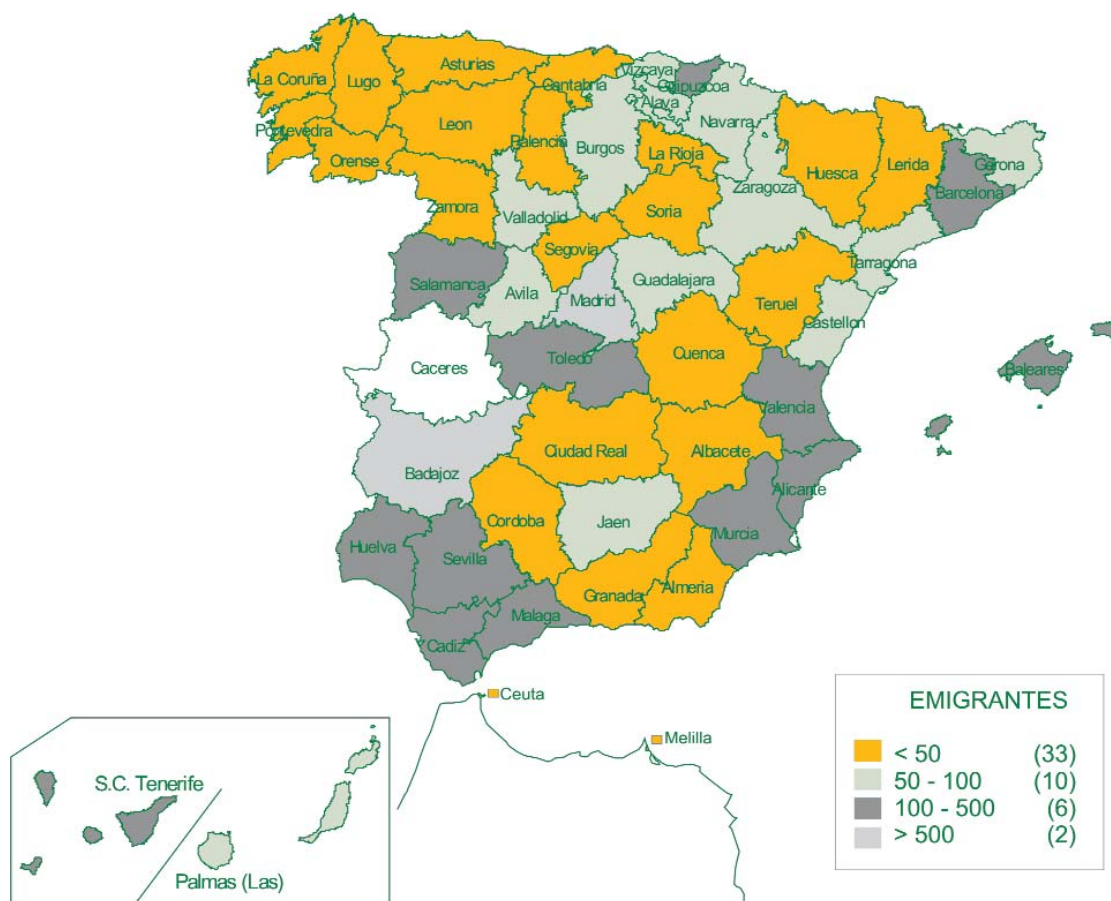 La Coruña
Lugo
Asturias
Cantabria
Vizcaya
Guipuzcoa
Alava
Navarra
Pontevedra
Orense
Leon
Palencia
Burgos
La Rioja
Huesca
Lerida
Gerona
Barcelona
Zamora
Valladolid
Soria
Zaragoza
Segovia
Tarragona
Salamanca
Avila
Madrid
Guadalajara
Teruel
Castellon
Caceres
Toledo
Cuenca
Valencia
Baleares
Badajoz
Ciudad Real
Albacete
Alicante
Huelva
Sevilla
Cordoba
Jaen
Murcia
Granada
Almeria
Malaga
Cadiz
Ceuta
Melilla
S.C. Tenerife
Palmas (Las)
EMIGRANTES
< 50 (33)
50 - 100 (10)
100 - 500 (6)
> 500 (2)